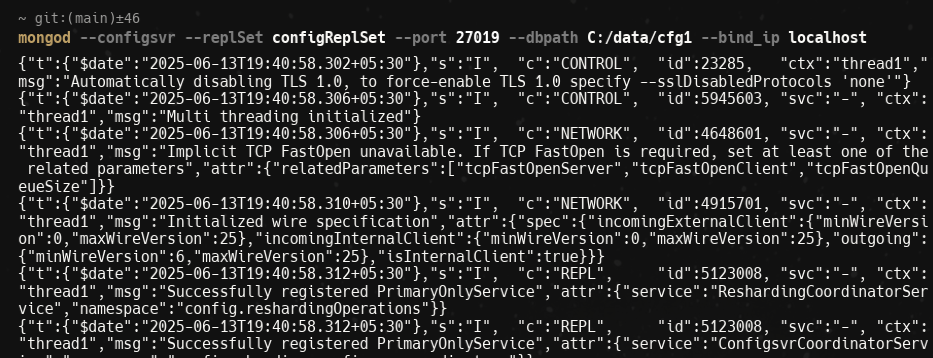 ~ git:(main)±46
mongod --configsvr --replSet configReplSet --port 27019 --dbpath C:/data/cfg1 --bind_ip localhost
{"t":{"$date":"2025-06-13T19:40:58.302+05:30"},"s":"I",  "c":"CONTROL",  "id":23285,   "ctx":"thread1","
msg":"Automatically disabling TLS 1.0, to force-enable TLS 1.0 specify --sslDisabledProtocols 'none'"}
{"t":{"$date":"2025-06-13T19:40:58.306+05:30"},"s":"I",  "c":"CONTROL",  "id":5945603, "svc":"-", "ctx":
"thread1","msg":"Multi threading initialized"}
{"t":{"$date":"2025-06-13T19:40:58.306+05:30"},"s":"I",  "c":"NETWORK",  "id":4648601, "svc":"-", "ctx":
"thread1","msg":"Implicit TCP FastOpen unavailable. If TCP FastOpen is required, set at least one of the
 related parameters","attr":{"relatedParameters":["tcpFastOpenServer","tcpFastOpenClient","tcpFastOpenQu
eueSize"]}}
{"t":{"$date":"2025-06-13T19:40:58.310+05:30"},"s":"I",  "c":"NETWORK",  "id":4915701, "svc":"-", "ctx":
"thread1","msg":"Initialized wire specification","attr":{"spec":{"incomingExternalClient":{"minWireVersi
on":0,"maxWireVersion":25},"incomingInternalClient":{"minWireVersion":0,"maxWireVersion":25},"outgoing":
{"minWireVersion":6,"maxWireVersion":25},"isInternalClient":true}}}
{"t":{"$date":"2025-06-13T19:40:58.312+05:30"},"s":"I",  "c":"REPL",     "id":5123008, "svc":"-", "ctx":
"thread1","msg":"Successfully registered PrimaryOnlyService","attr":{"service":"ReshardingCoordinatorSer
vice","namespace":"config.reshardingOperations"}}
{"t":{"$date":"2025-06-13T19:40:58.312+05:30"},"s":"I",  "c":"REPL",     "id":5123008, "svc":"-", "ctx":
"thread1","msg":"Successfully registered PrimaryOnlyService","attr":{"service":"ConfigsvrCoordinatorServ